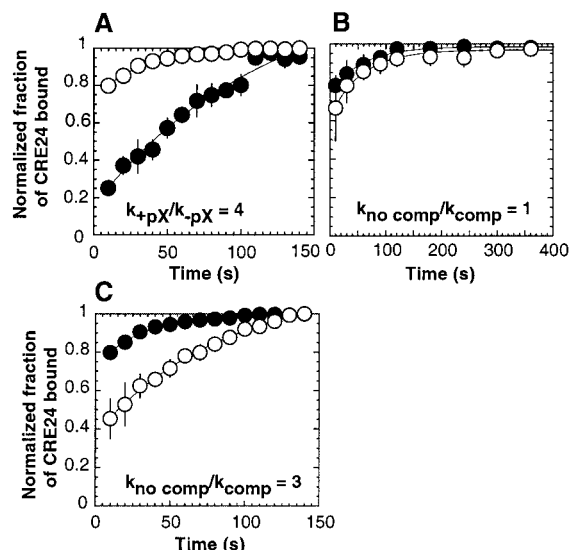 A
Normalized fraction
of CRE24 bound
1
0.8
0.6
0.4
0.2
0
k+pX/k-pX = 4
0 50 100 150
Time (s)
B
kno comp/kcomp = 1
0 100 200 300 400
Time (s)
C
Normalized fraction
of CRE24 bound
1
0.8
0.6
0.4
0.2
0
kno comp/kcomp = 3
0 50 100 150
Time (s)